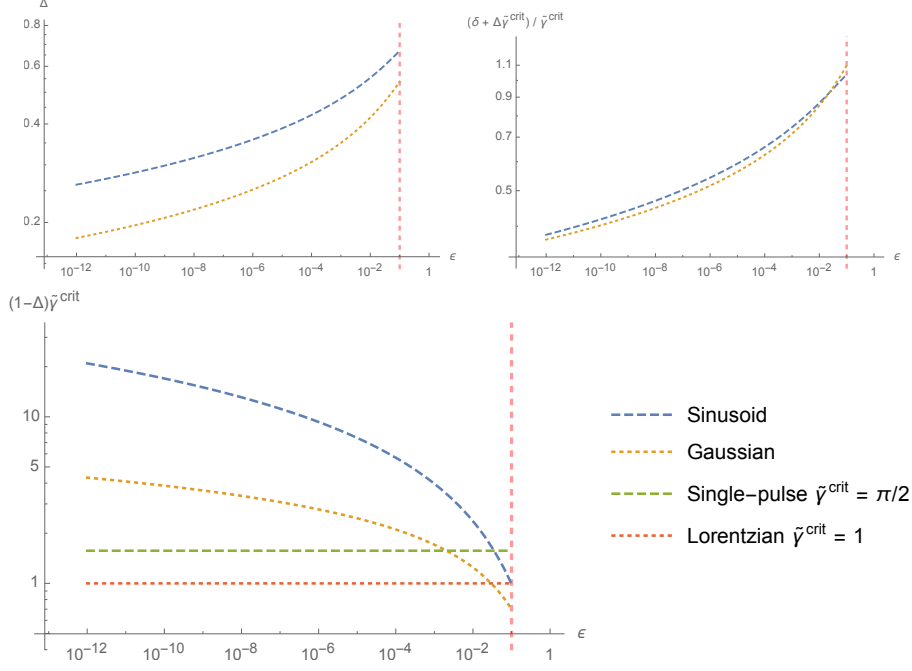 Δ
0.8
0.6
0.4
0.2
10⁻¹² 10⁻¹⁰ 10⁻⁸ 10⁻⁶ 10⁻⁴ 10⁻² 1 ϵ
(δ + Δγ̃ᶜʳⁱᵗ) / γ̃ᶜʳⁱᵗ
1.1
0.9
0.7
0.5
10⁻¹² 10⁻¹⁰ 10⁻⁸ 10⁻⁶ 10⁻⁴ 10⁻² 1 ϵ
(1−Δ)γ̃ᶜʳⁱᵗ
10
5
1
10⁻¹² 10⁻¹⁰ 10⁻⁸ 10⁻⁶ 10⁻⁴ 10⁻² 1 ϵ
Sinusoid
Gaussian
Single−pulse γ̃ᶜʳⁱᵗ = π/2
Lorentzian γ̃ᶜʳⁱᵗ = 1